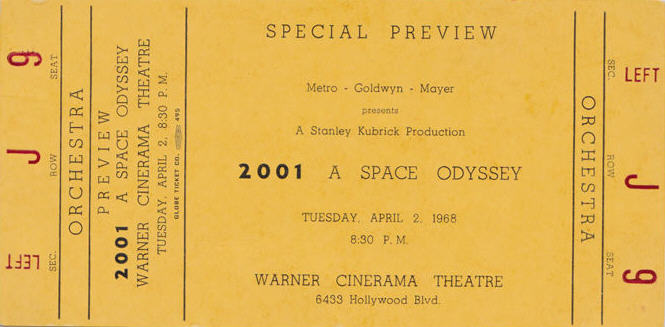 9 SEAT
J ROW
LEFT SEC.
ORCHESTRA
PREVIEW
2001 A SPACE ODYSSEY
WARNER CINERAMA THEATRE
TUESDAY, APRIL 2, 8:30 P. M.
GLOBE TICKET CO. 495
SPECIAL PREVIEW
Metro - Goldwyn - Mayer
presents
A Stanley Kubrick Production
2001 A SPACE ODYSSEY
TUESDAY, APRIL 2, 1968
8:30 P. M.
WARNER CINERAMA THEATRE
6433 Hollywood Blvd.
ORCHESTRA
SEC. LEFT
ROW J
SEAT 9